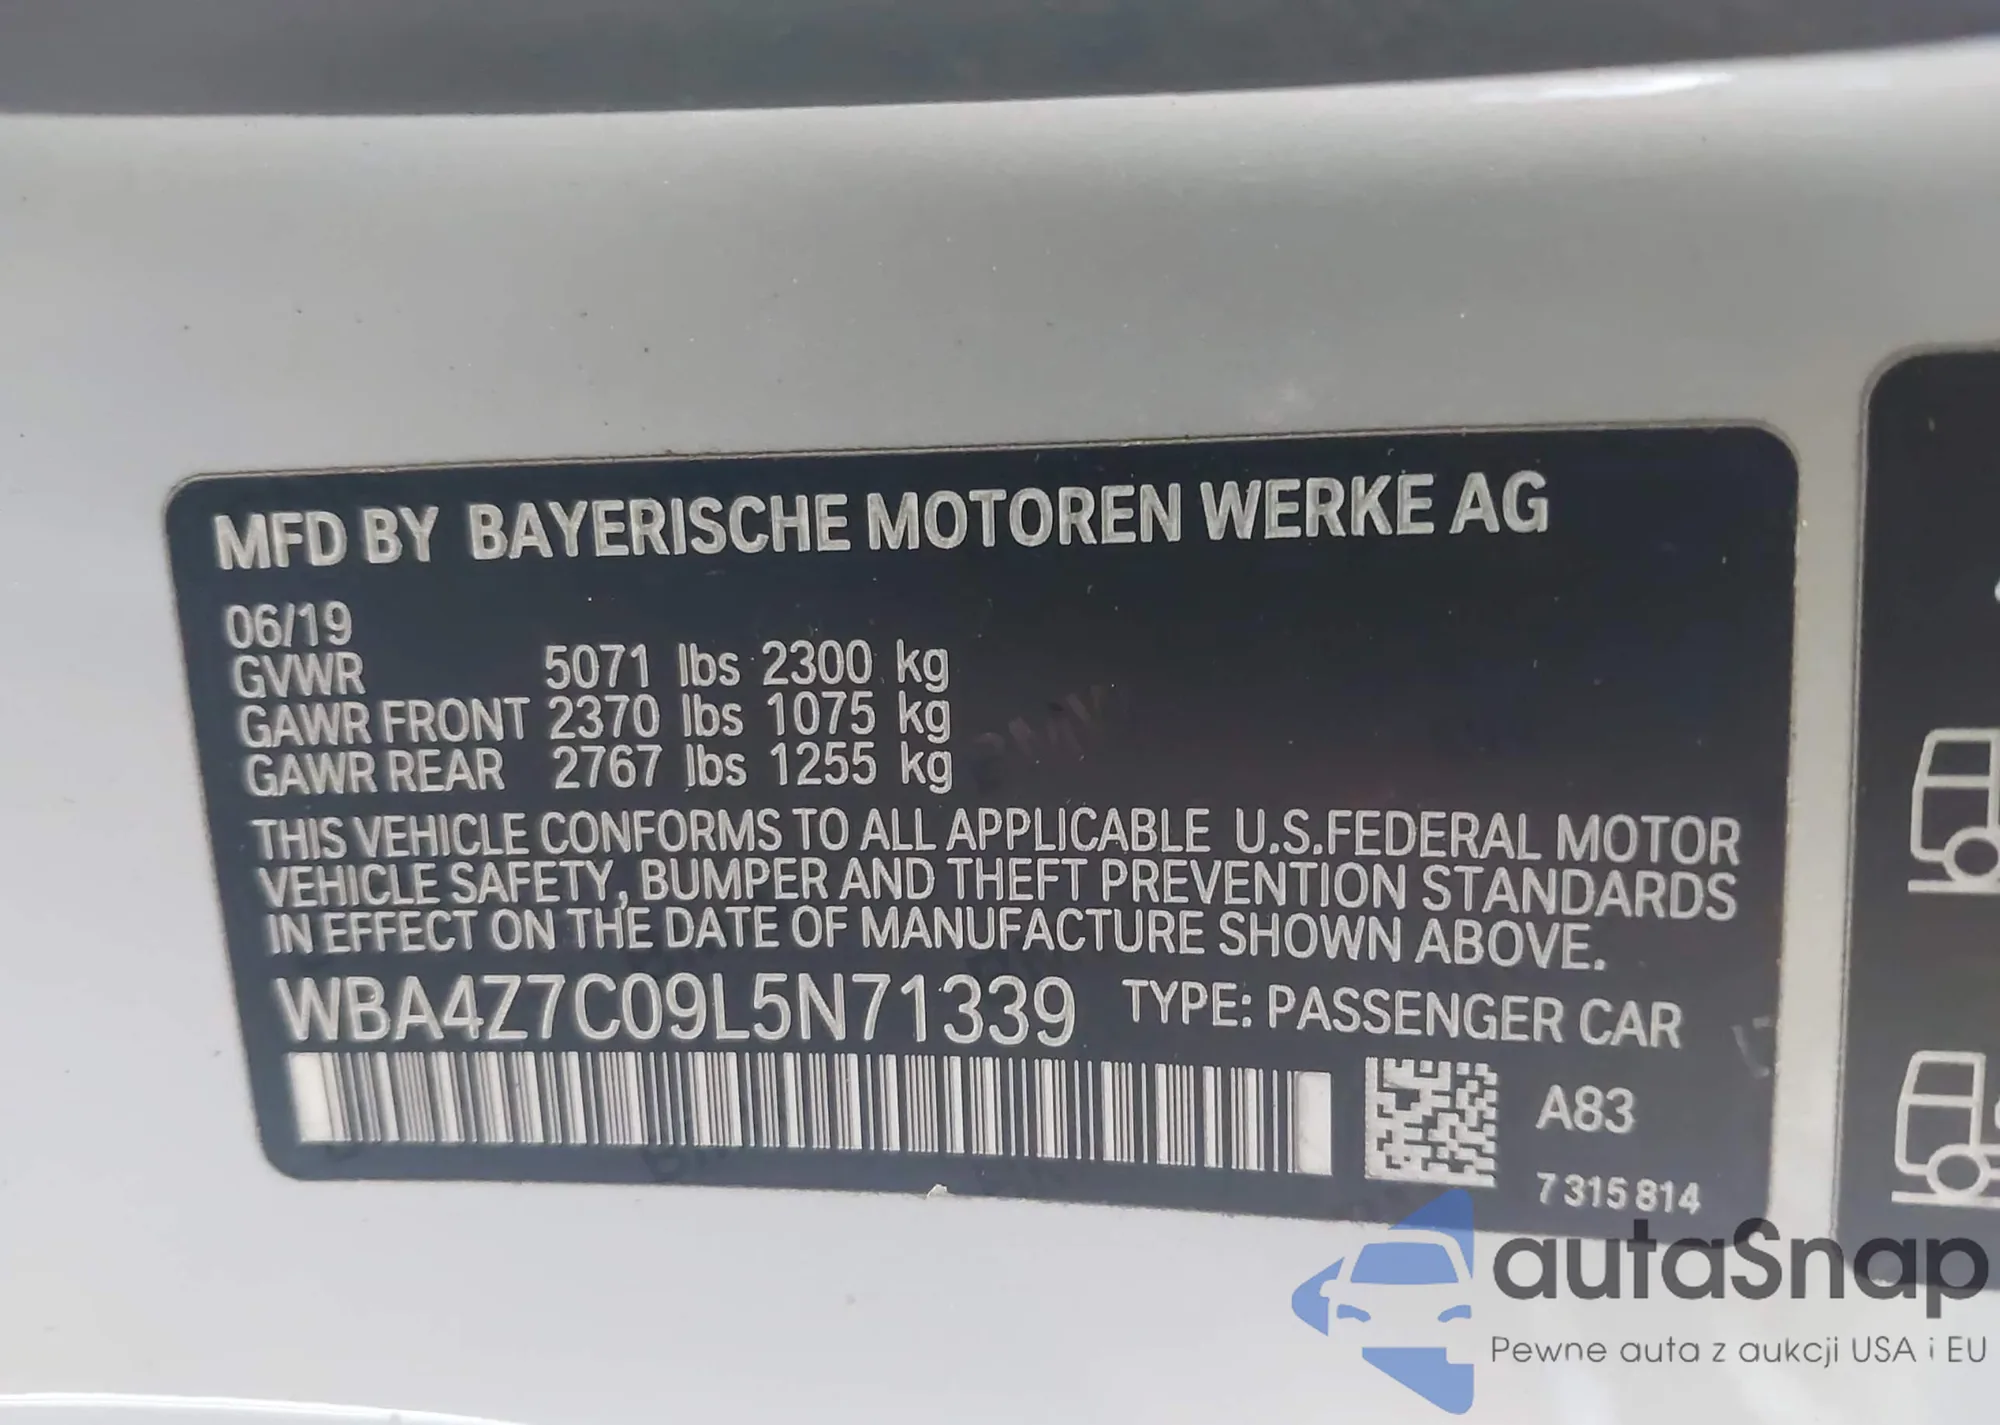 MFD BY BAYERISCHE MOTOREN WERKE AG
06/19
GVWR 5071 lbs 2300 kg
GAWR FRONT 2370 lbs 1075 kg
GAWR REAR 2767 lbs 1255 kg
THIS VEHICLE CONFORMS TO ALL APPLICABLE U.S.FEDERAL MOTOR
VEHICLE SAFETY, BUMPER AND THEFT PREVENTION STANDARDS
IN EFFECT ON THE DATE OF MANUFACTURE SHOWN ABOVE.
WBA4Z7C09L5N71339 TYPE: PASSENGER CAR
A83
7 315 814
autaSnap
Pewne auta z aukcji USA i EU